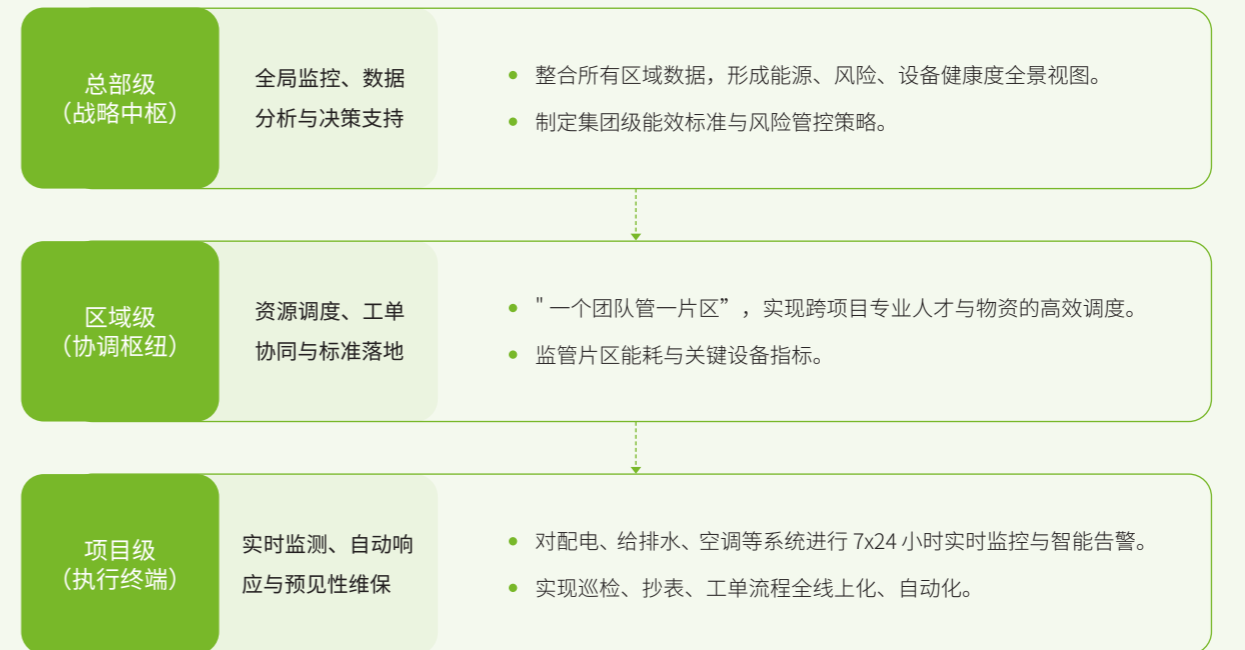 总部级
（战略中枢）
全局监控、数据
分析与决策支持
整合所有区域数据，形成能源、风险、设备健康度全景视图。
制定集团级能效标准与风险管控策略。
区域级
（协调枢纽）
资源调度、工单
协同与标准落地
"一个团队管一片区”，实现跨项目专业人才与物资的高效调度。
监管片区能耗与关键设备指标。
项目级
（执行终端）
实时监测、自动响
应与预见性维保
对配电、给排水、空调等系统进行 7x24 小时实时监控与智能告警。
实现巡检、抄表、工单流程全线上化、自动化。